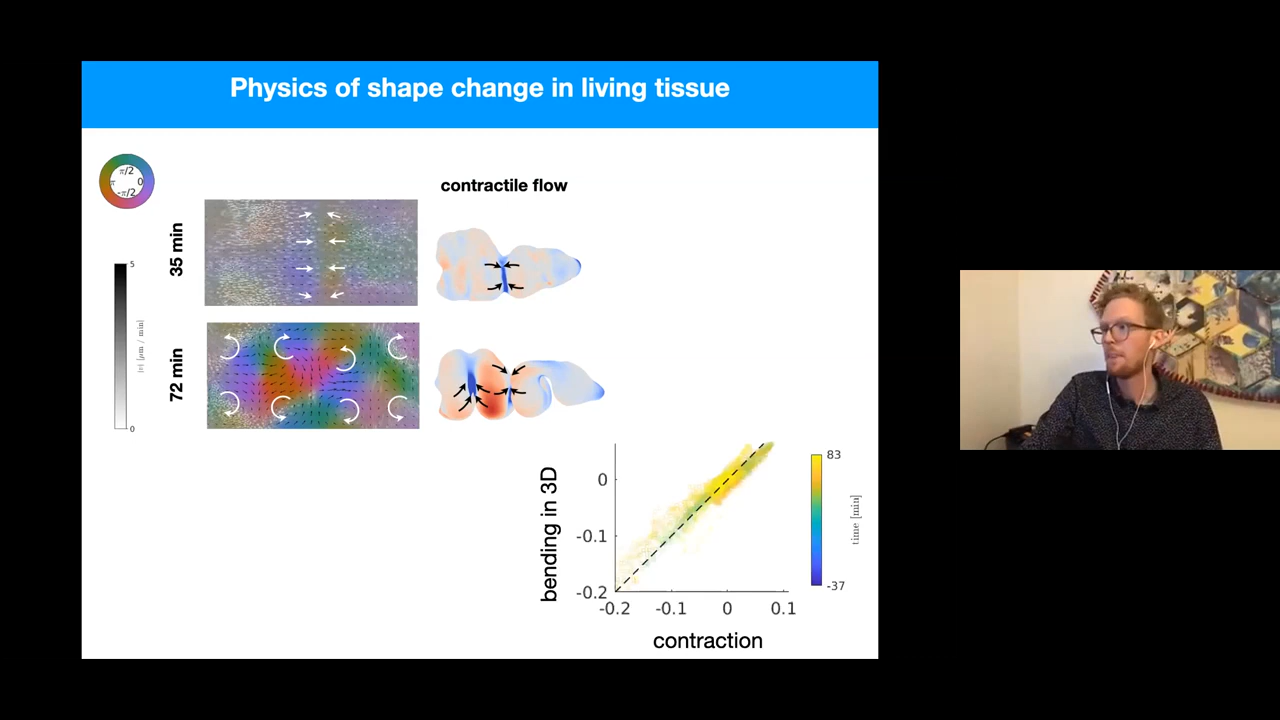 Physics of shape change in living tissue
π/2
π
0
-π/2
contractile flow
35 min
72 min
5
|v| [μm / min]
0
bending in 3D
0
-0.1
-0.2
-0.2
-0.1
0
0.1
contraction
83
time [min]
-37